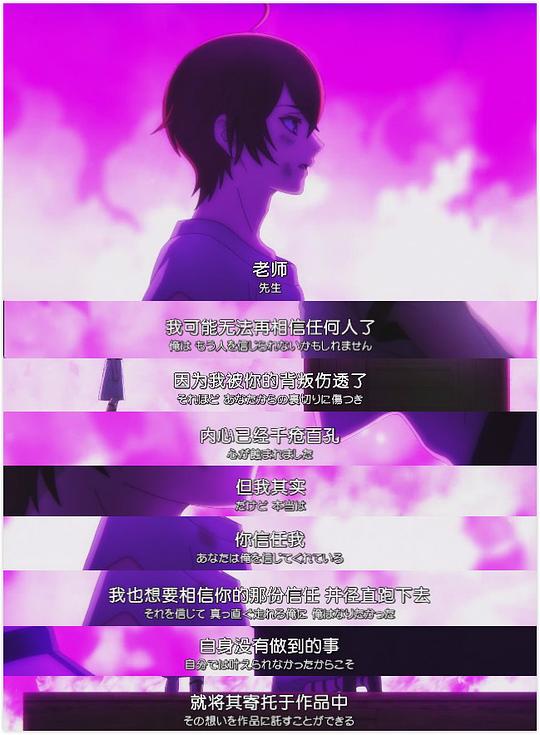 老师
先生
我可能无法再相信任何人了
俺は もう人を信じられないかもしれません
因为我被你的背叛伤透了
それほど あなたからの裏切りに傷つき
内心已经千疮百孔
心が蝕まれました
但我其实
だけど 本当は
你信任我
あなたは俺を信じてくれている
我也想要相信你的那份信任 并径直跑下去
それを信じて 真っ直ぐ走れる俺に 俺はなりたかった
自身没有做到的事
自分では叶えられなかったからこそ
就将其寄托于作品中
その想いを作品に託すことができる